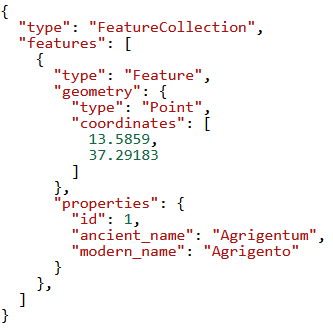 {
  "type": "FeatureCollection",
  "features": [
    {
      "type": "Feature",
      "geometry": {
        "type": "Point",
        "coordinates": [
          13.5859,
          37.29183
        ]
      },
      "properties": {
        "id": 1,
        "ancient_name": "Agrigentum",
        "modern_name": "Agrigento"
      }
    },
  ]
}